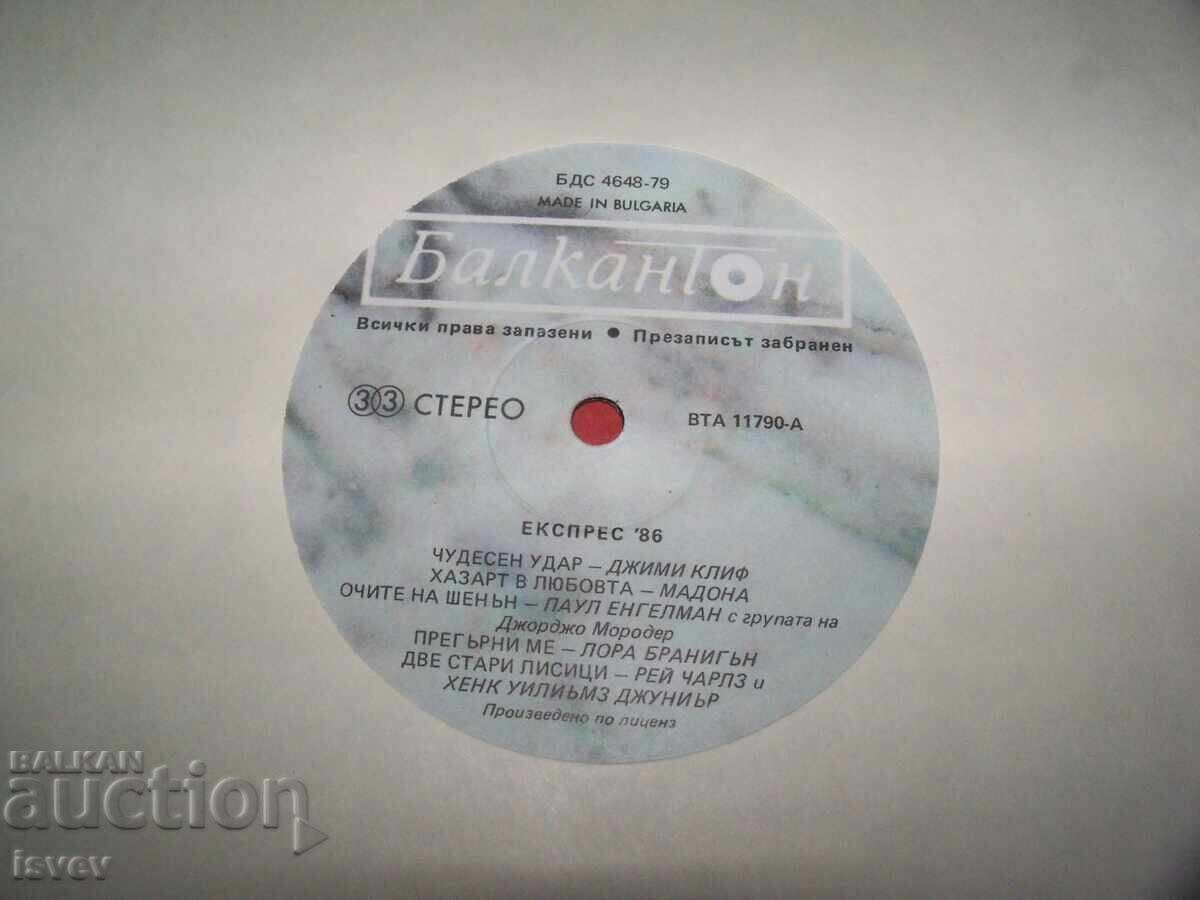 БДС 4648-79
MADE IN BULGARIA
БалканТон
Всички права запазени ● Презаписът забранен
33 СТЕРЕО
ВТА 11790-А
ЕКСПРЕС '86
ЧУДЕСЕН УДАР – ДЖИМИ КЛИФ
ХАЗАРТ В ЛЮБОВТА – МАДОНА
ОЧИТЕ НА ШЕНЪН – ПАУЛ ЕНГЕЛМАН с групата на
Джорджо Мородер
ПРЕГЪРНИ МЕ – ЛОРА БРАНИГЪН
ДВЕ СТАРИ ЛИСИЦИ – РЕЙ ЧАРЛЗ и
ХЕНК УИЛИЪМЗ ДЖУНИЪР
Произведено по лиценз
BALKAN
auction
isvev